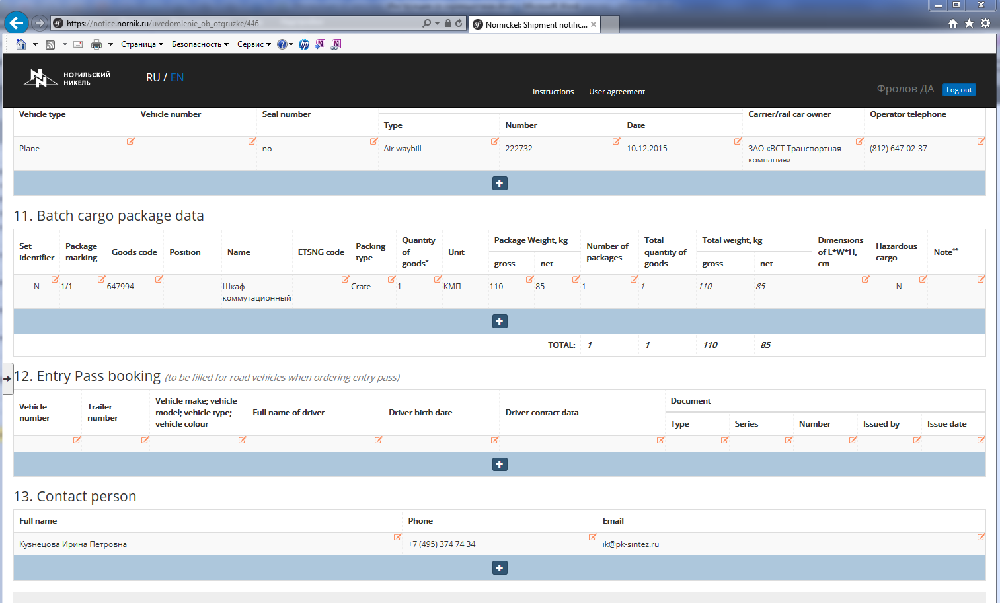 https://notice.nornik.ru/uvedomlenie_ob_otgruzke/446
Nornickel: Shipment notific...
Страница
Безопасность
Сервис
НОРИЛЬСКИЙ
НИКЕЛЬ
RU / EN
Instructions
User agreement
Фролов ДА
Log out
Vehicle type
Vehicle number
Seal number
Type
Number
Date
Carrier/rail car owner
Operator telephone
Plane
no
Air waybill
222732
10.12.2015
ЗАО «ВСТ Транспортная
компания»
(812) 647-02-37
11. Batch cargo package data
Set
identifier
Package
marking
Goods code
Position
Name
ETSNG code
Packing
type
Quantity
of
goods*
Unit
Package Weight, kg
gross
net
Number of
packages
Total
quantity of
goods
Total weight, kg
gross
net
Dimensions
of L*W*H,
cm
Hazardous
cargo
Note**
N
1/1
647994
Шкаф
коммутационный
Crate
1
КМП
110
85
1
1
110
85
N
TOTAL:
1
1
110
85
12. Entry Pass booking (to be filled for road vehicles when ordering entry pass)
Vehicle
number
Trailer
number
Vehicle make; vehicle
model; vehicle type;
vehicle colour
Full name of driver
Driver birth date
Driver contact data
Document
Type
Series
Number
Issued by
Issue date
13. Contact person
Full name
Phone
Email
Кузнецова Ирина Петровна
+7 (495) 374 74 34
ik@pk-sintez.ru